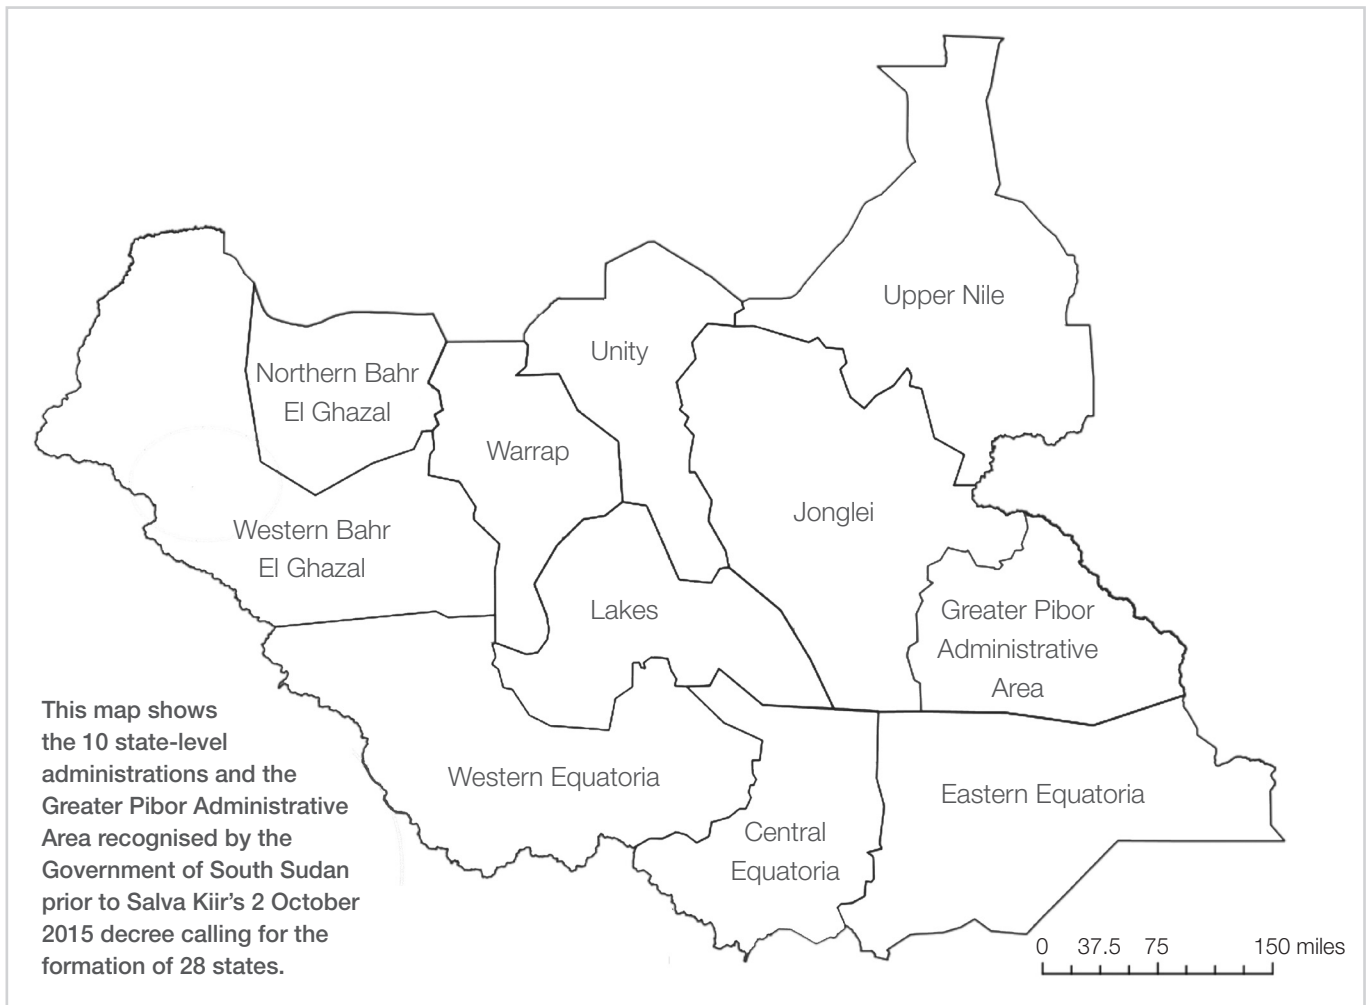 Upper Nile
Unity
Northern Bahr
El Ghazal
Warrap
Jonglei
Western Bahr
El Ghazal
Lakes
Greater Pibor
Administrative
Area
Western Equatoria
Eastern Equatoria
Central
Equatoria
This map shows
the 10 state-level
administrations and the
Greater Pibor Administrative
Area recognised by the
Government of South Sudan
prior to Salva Kiir’s 2 October
2015 decree calling for the
formation of 28 states.
0 37.5 75 150 miles